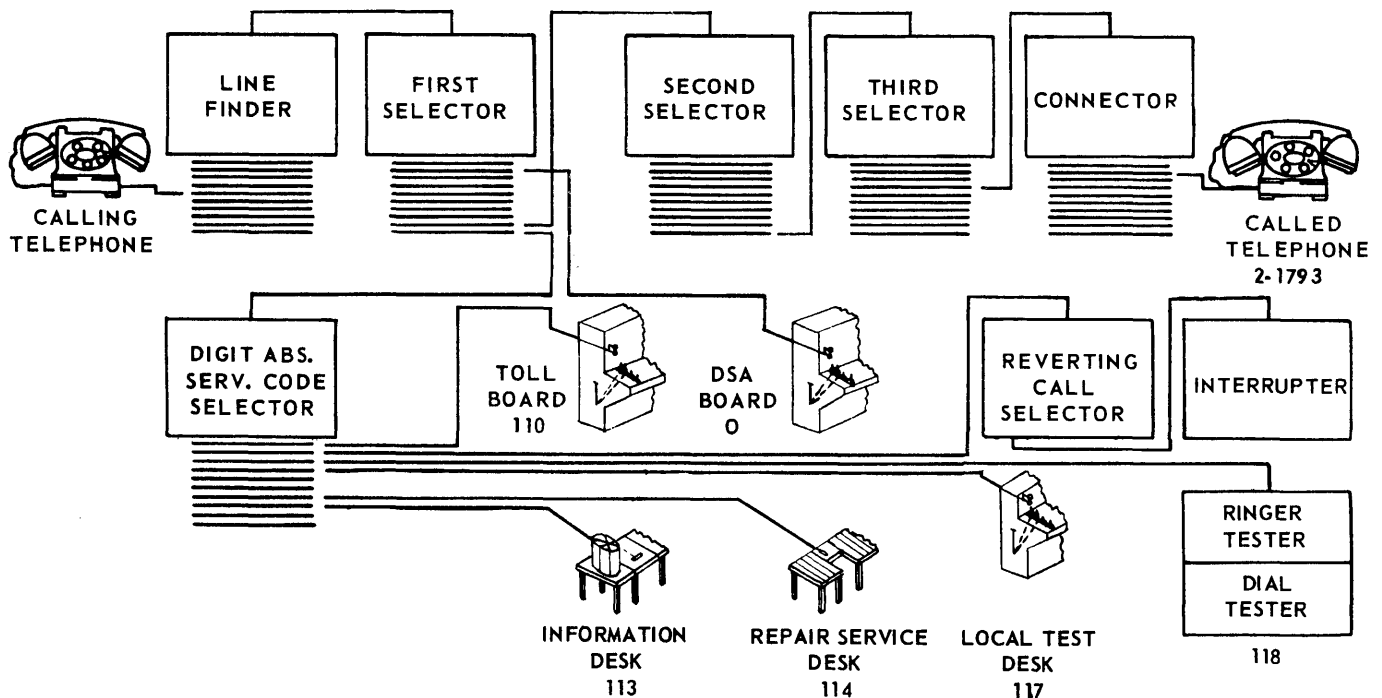 LINE
FINDER
FIRST
SELECTOR
SECOND
SELECTOR
THIRD
SELECTOR
CONNECTOR
CALLING
TELEPHONE
CALLED
TELEPHONE
2-1793
DIGIT ABS.
SERV. CODE
SELECTOR
TOLL
BOARD
110
DSA
BOARD
0
REVERTING
CALL
SELECTOR
INTERRUPTER
RINGER
TESTER
DIAL
TESTER
118
INFORMATION
DESK
113
REPAIR SERVICE
DESK
114
LOCAL TEST
DESK
117